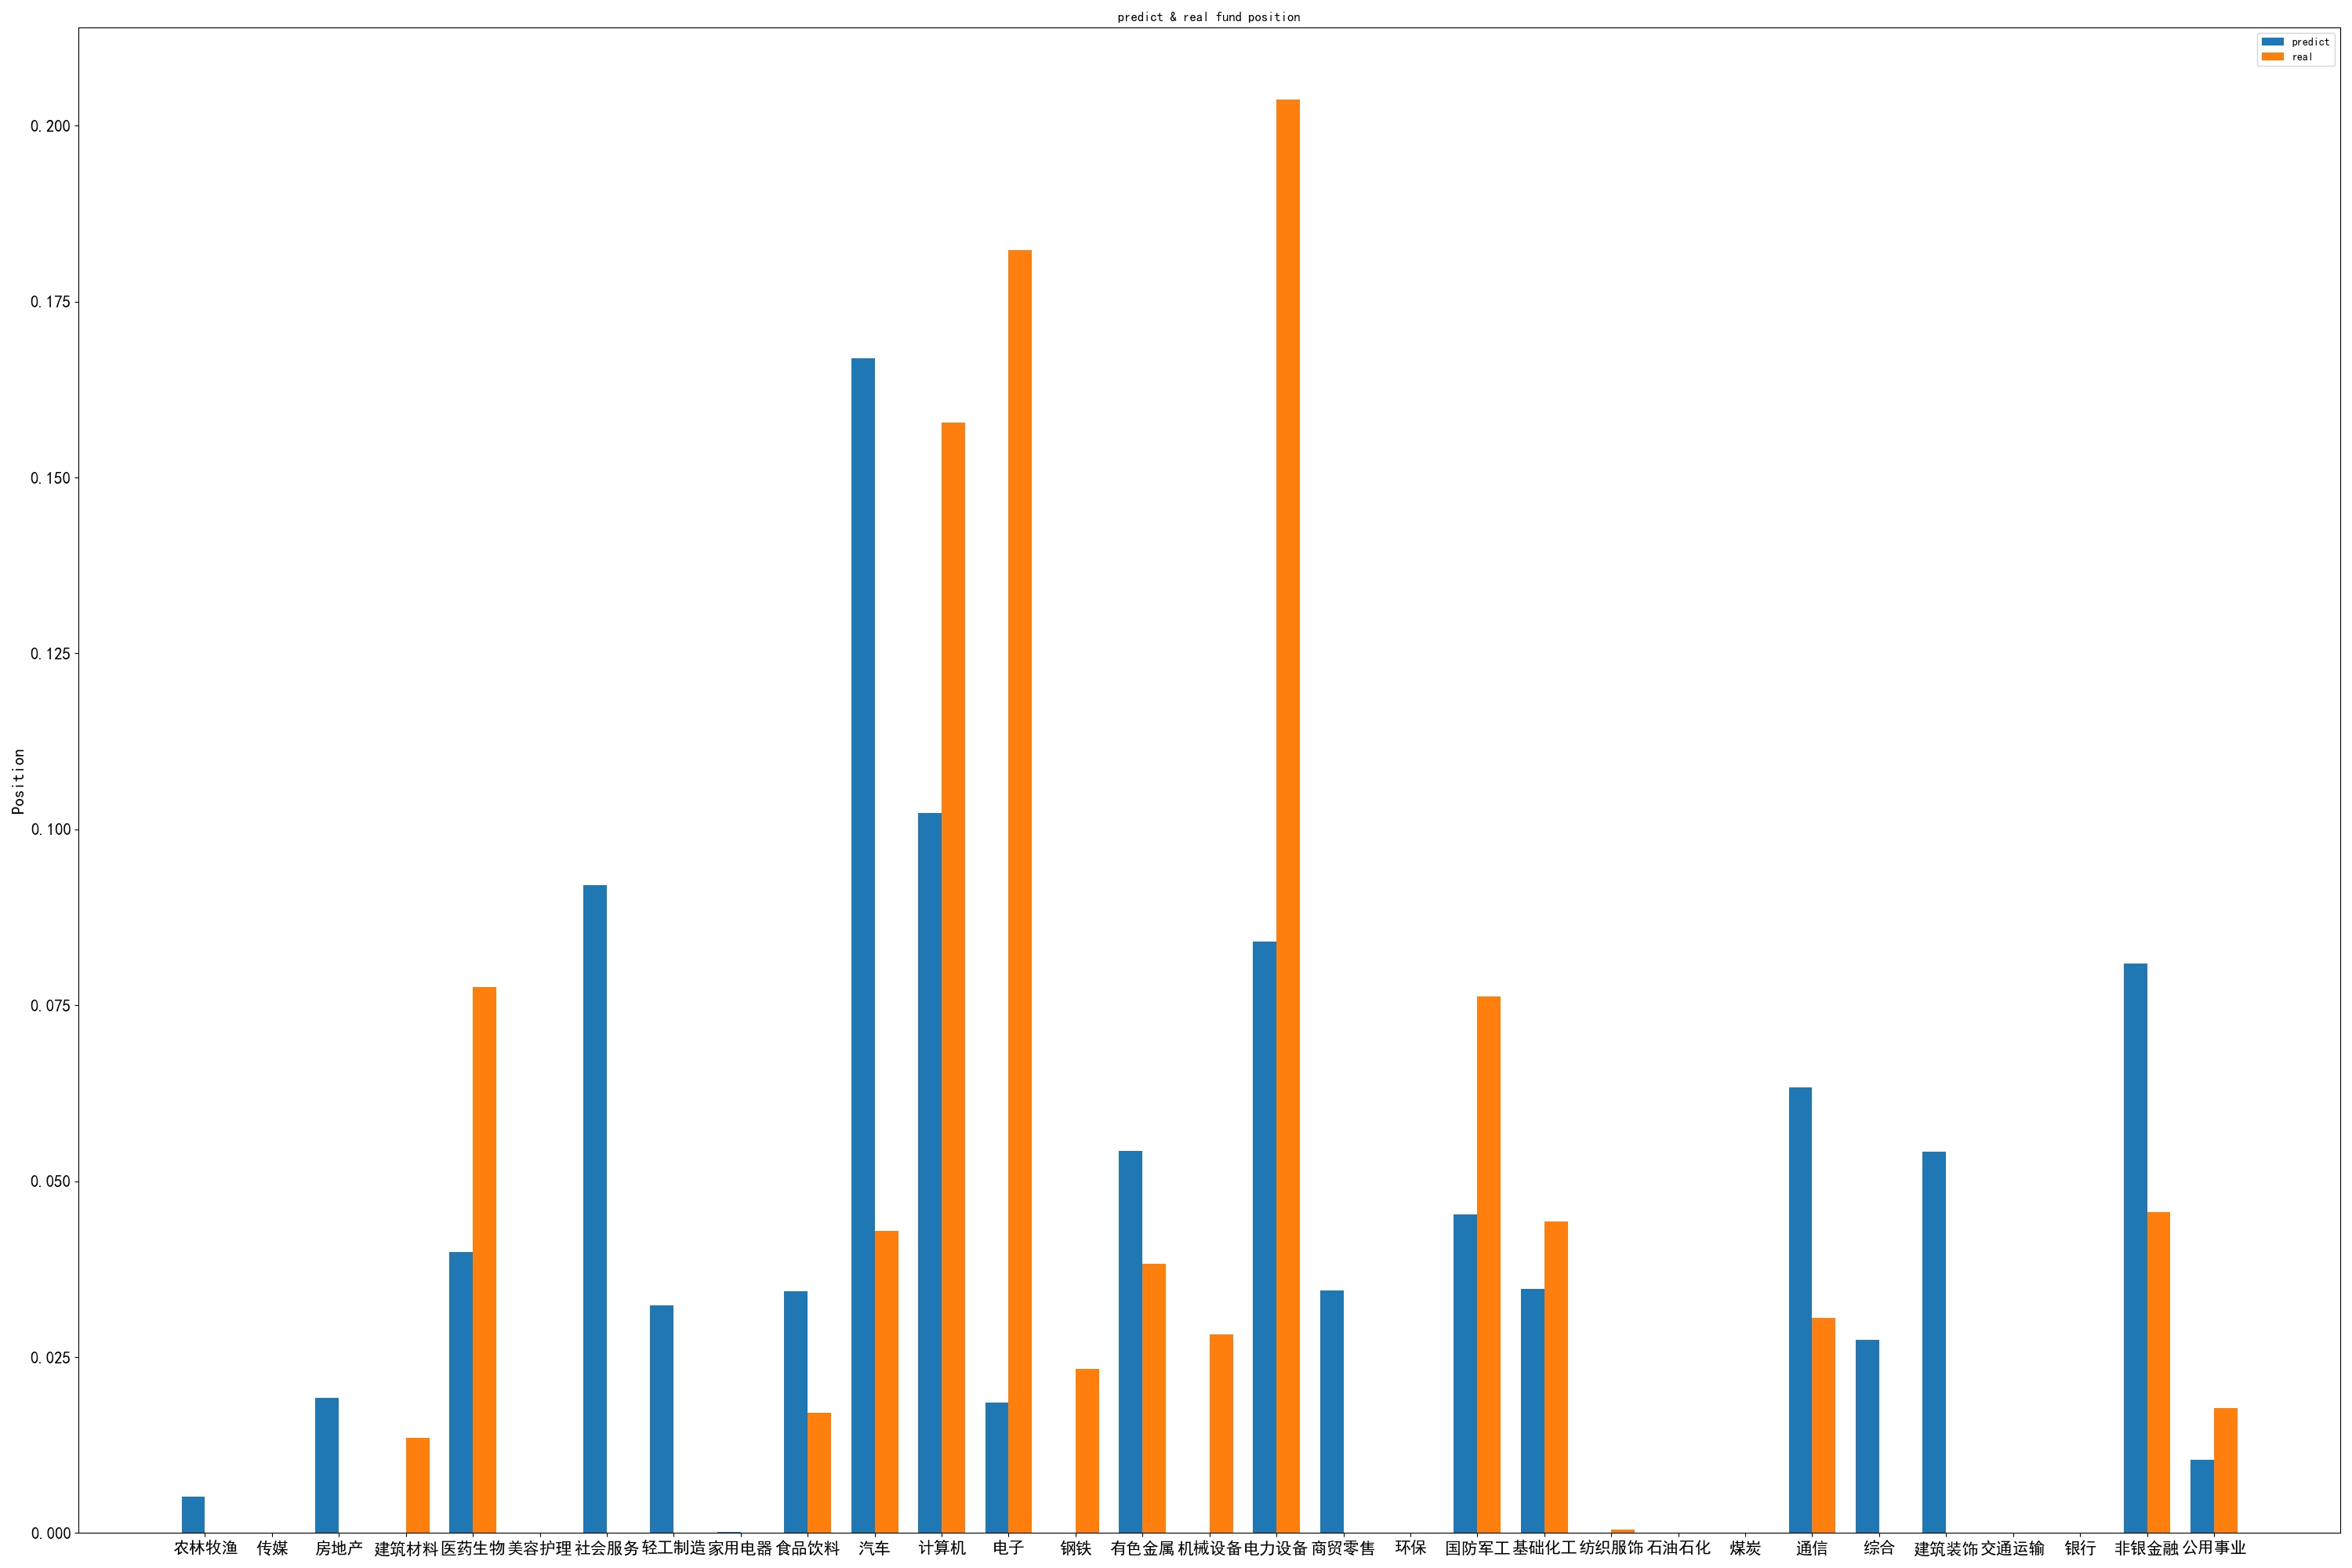 predict & real fund position
predict
real
0.200
0.175
0.150
0.125
0.100
0.075
0.050
0.025
0.000
Position
农林牧渔 传媒 房地产 建筑材料 医药生物 美容护理 社会服务 轻工制造 家用电器 食品饮料 汽车 计算机 电子 钢铁 有色金属 机械设备 电力设备 商贸零售 环保 国防军工 基础化工 纺织服饰 石油石化 煤炭 通信 综合 建筑装饰 交通运输 银行 非银金融 公用事业